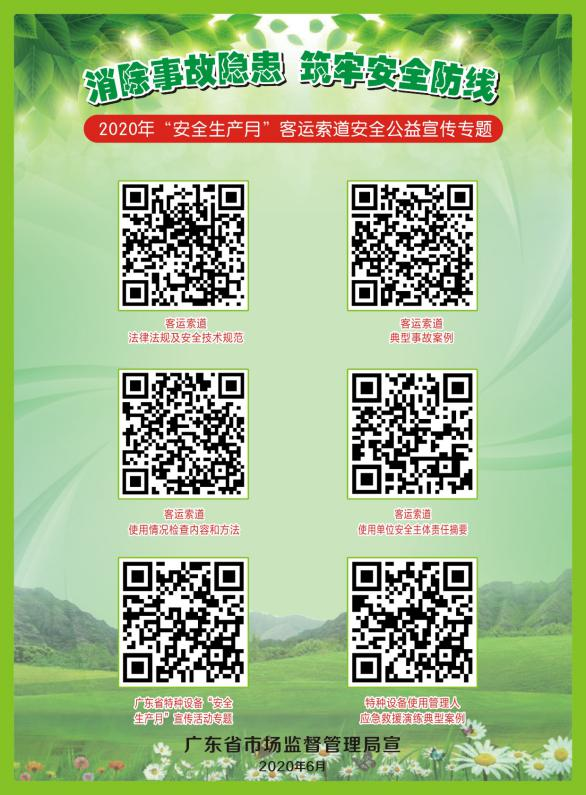 消除事故隐患 筑牢安全防线
2020年“安全生产月”客运索道安全公益宣传专题
客运索道
法律法规及安全技术规范
客运索道
典型事故案例
客运索道
使用情况检查内容和方法
客运索道
使用单位安全主体责任摘要
广东省特种设备“安全
生产月”宣传活动专题
特种设备使用管理人
应急救援演练典型案例
广东省市场监督管理局宣
2020年6月